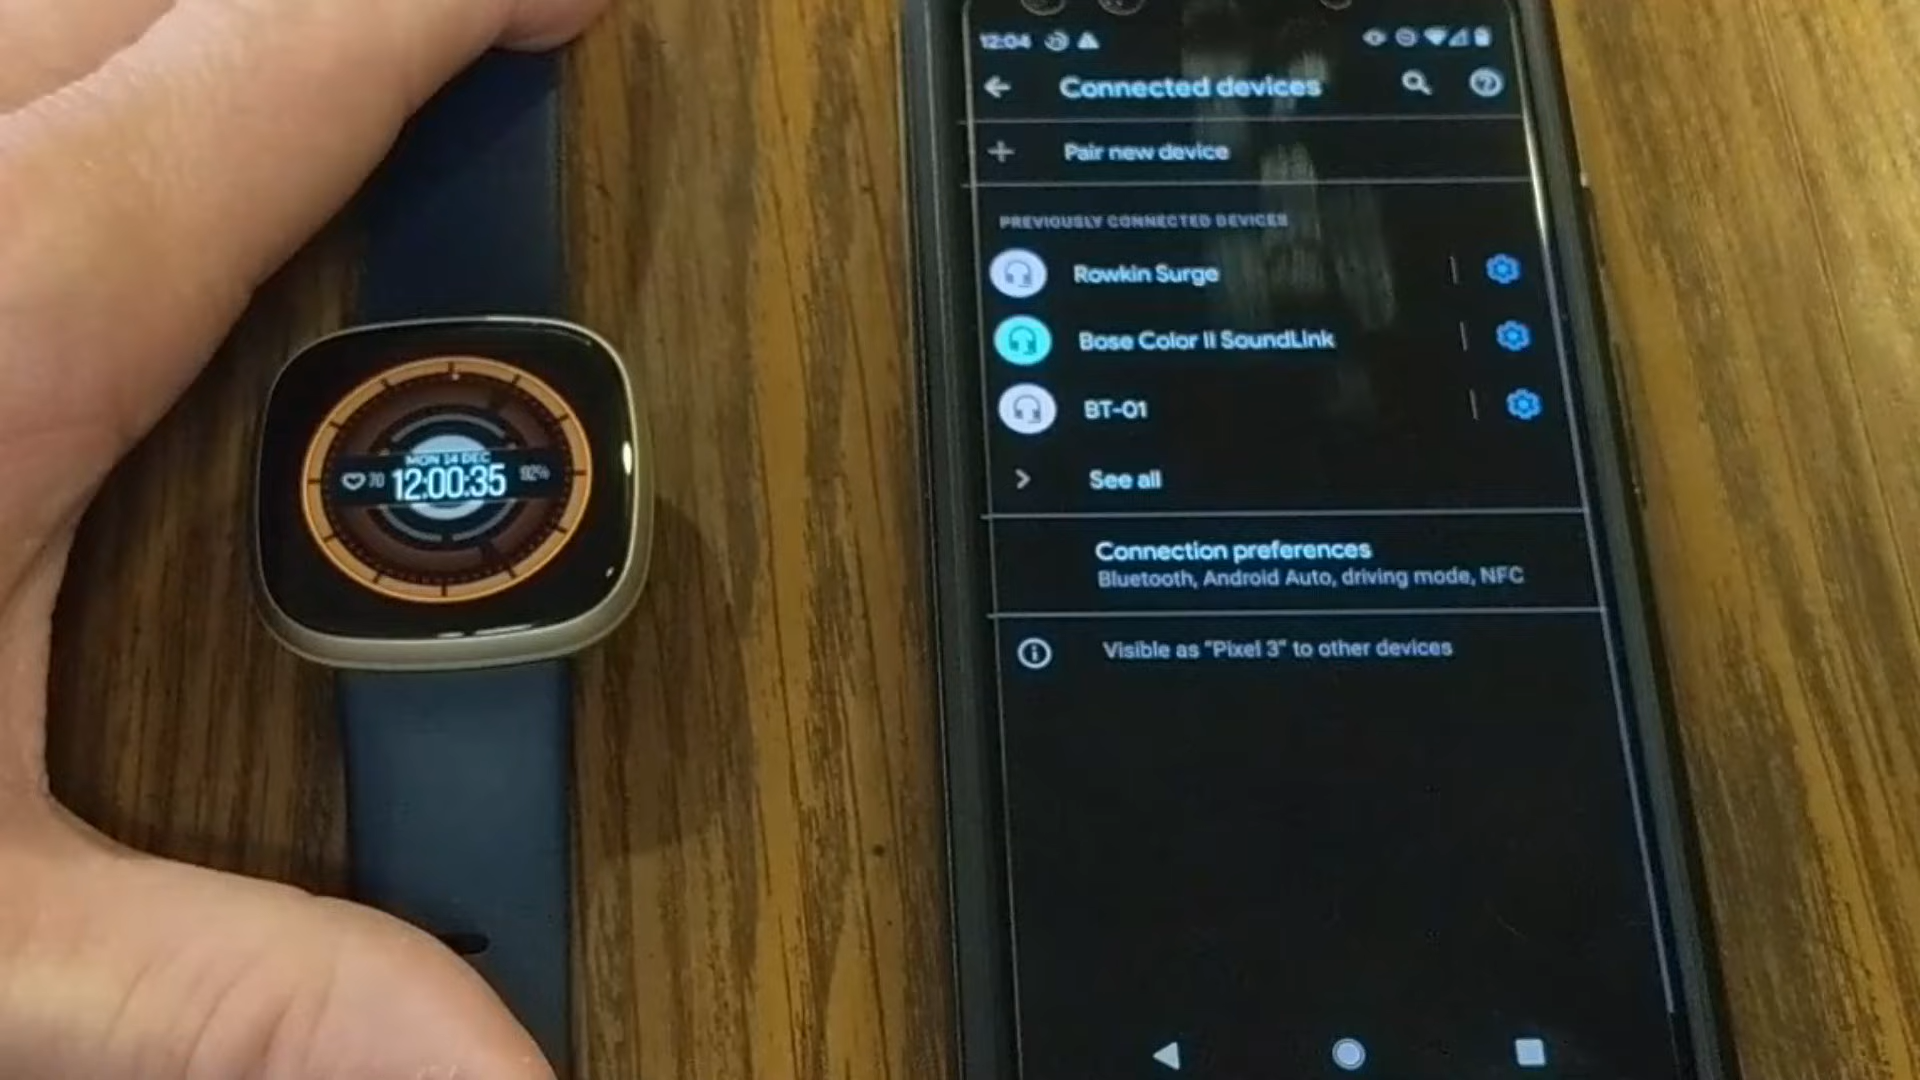 MON 14 DEC
70
12:00:35
92%
12:04
Connected devices
Pair new device
PREVIOUSLY CONNECTED DEVICES
Rowkin Surge
Bose Color II SoundLink
BT-01
See all
Connection preferences
Bluetooth, Android Auto, driving mode, NFC
Visible as "Pixel 3" to other devices